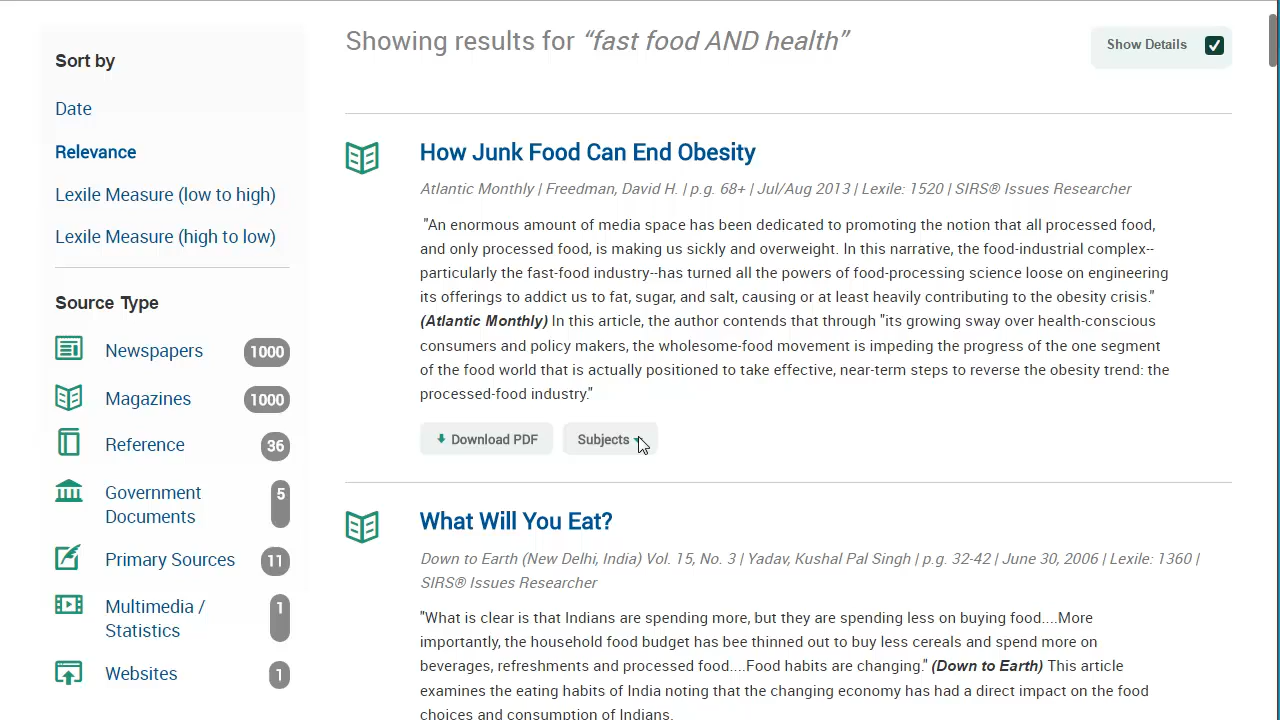 Sort by
Date
Relevance
Lexile Measure (low to high)
Lexile Measure (high to low)
Source Type
Newspapers 1000
Magazines 1000
Reference 36
Government 5
Documents
Primary Sources 11
Multimedia / 1
Statistics
Websites 1
Showing results for “fast food AND health”
Show Details
How Junk Food Can End Obesity
Atlantic Monthly | Freedman, David H. | p.g. 68+ | Jul/Aug 2013 | Lexile: 1520 | SIRS® Issues Researcher
"An enormous amount of media space has been dedicated to promoting the notion that all processed food,
and only processed food, is making us sickly and overweight. In this narrative, the food-industrial complex--
particularly the fast-food industry--has turned all the powers of food-processing science loose on engineering
its offerings to addict us to fat, sugar, and salt, causing or at least heavily contributing to the obesity crisis."
(Atlantic Monthly) In this article, the author contends that through "its growing sway over health-conscious
consumers and policy makers, the wholesome-food movement is impeding the progress of the one segment
of the food world that is actually positioned to take effective, near-term steps to reverse the obesity trend: the
processed-food industry."
Download PDF Subjects
What Will You Eat?
Down to Earth (New Delhi, India) Vol. 15, No. 3 | Yadav, Kushal Pal Singh | p.g. 32-42 | June 30, 2006 | Lexile: 1360 |
SIRS® Issues Researcher
"What is clear is that Indians are spending more, but they are spending less on buying food....More
importantly, the household food budget has bee thinned out to buy less cereals and spend more on
beverages, refreshments and processed food....Food habits are changing." (Down to Earth) This article
examines the eating habits of India noting that the changing economy has had a direct impact on the food
choices and consumption of Indians.